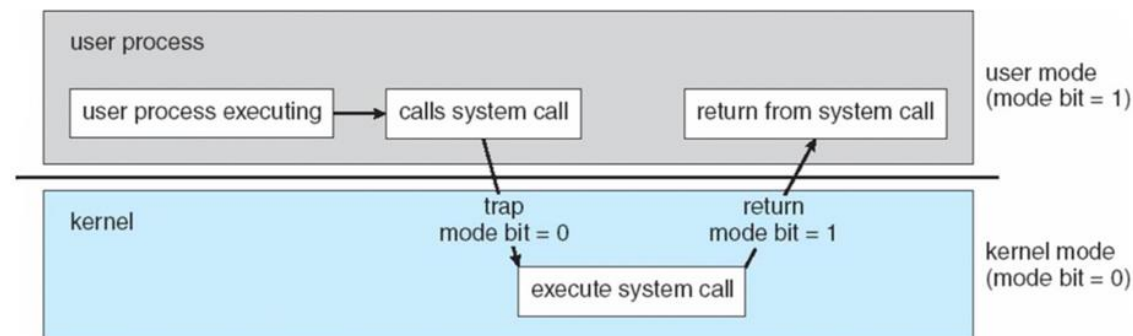 user process
user process executing
calls system call
return from system call
user mode
(mode bit = 1)
kernel
trap
mode bit = 0
return
mode bit = 1
execute system call
kernel mode
(mode bit = 0)